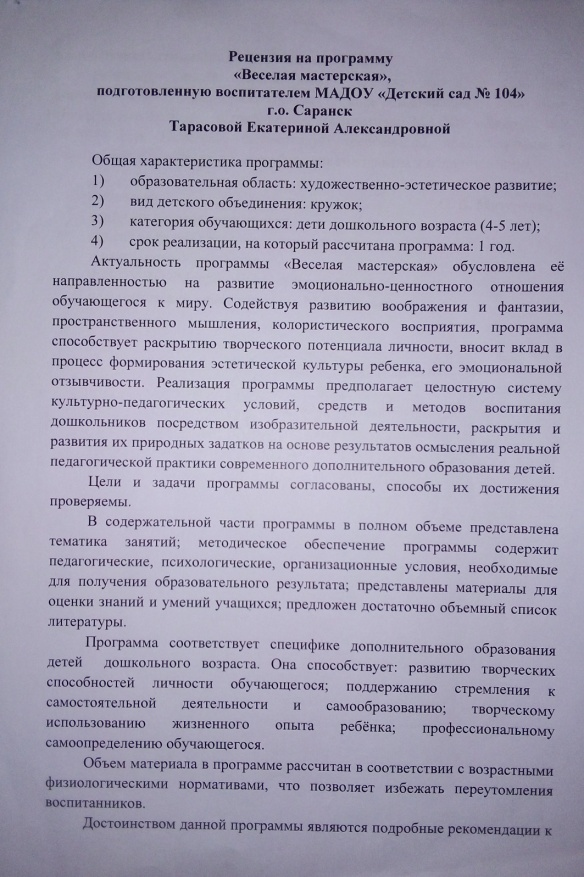 Рецензия на программу
«Веселая мастерская»,
подготовленную воспитателем МАДОУ «Детский сад № 104»
г.о. Саранск
Тарасовой Екатериной Александровной
Общая характеристика программы:
1) образовательная область: художественно-эстетическое развитие;
2) вид детского объединения: кружок;
3) категория обучающихся: дети дошкольного возраста (4-5 лет);
4) срок реализации, на который рассчитана программа: 1 год.
Актуальность программы «Веселая мастерская» обусловлена её
направленностью на развитие эмоционально-ценностного отношения
обучающегося к миру. Содействуя развитию воображения и фантазии,
пространственного мышления, колористического восприятия, программа
способствует раскрытию творческого потенциала личности, вносит вклад в
процесс формирования эстетической культуры ребенка, его эмоциональной
отзывчивости. Реализация программы предполагает целостную систему
культурно-педагогических условий, средств и методов воспитания
дошкольников посредством изобразительной деятельности, раскрытия и
развития их природных задатков на основе результатов осмысления реальной
педагогической практики современного дополнительного образования детей.
Цели и задачи программы согласованы, способы их достижения
проверяемы.
В содержательной части программы в полном объеме представлена
тематика занятий; методическое обеспечение программы содержит
педагогические, психологические, организационные условия, необходимые
для получения образовательного результата; представлены материалы для
оценки знаний и умений учащихся; предложен достаточно объемный список
литературы.
Программа соответствует специфике дополнительного образования
детей дошкольного возраста. Она способствует: развитию творческих
способностей личности обучающегося; поддержанию стремления к
самостоятельной деятельности и самообразованию; творческому
использованию жизненного опыта ребёнка; профессиональному
самоопределению обучающегося.
Объем материала в программе рассчитан в соответствии с возрастными
физиологическими нормативами, что позволяет избежать переутомления
воспитанников.
Достоинством данной программы являются подробные рекомендации к